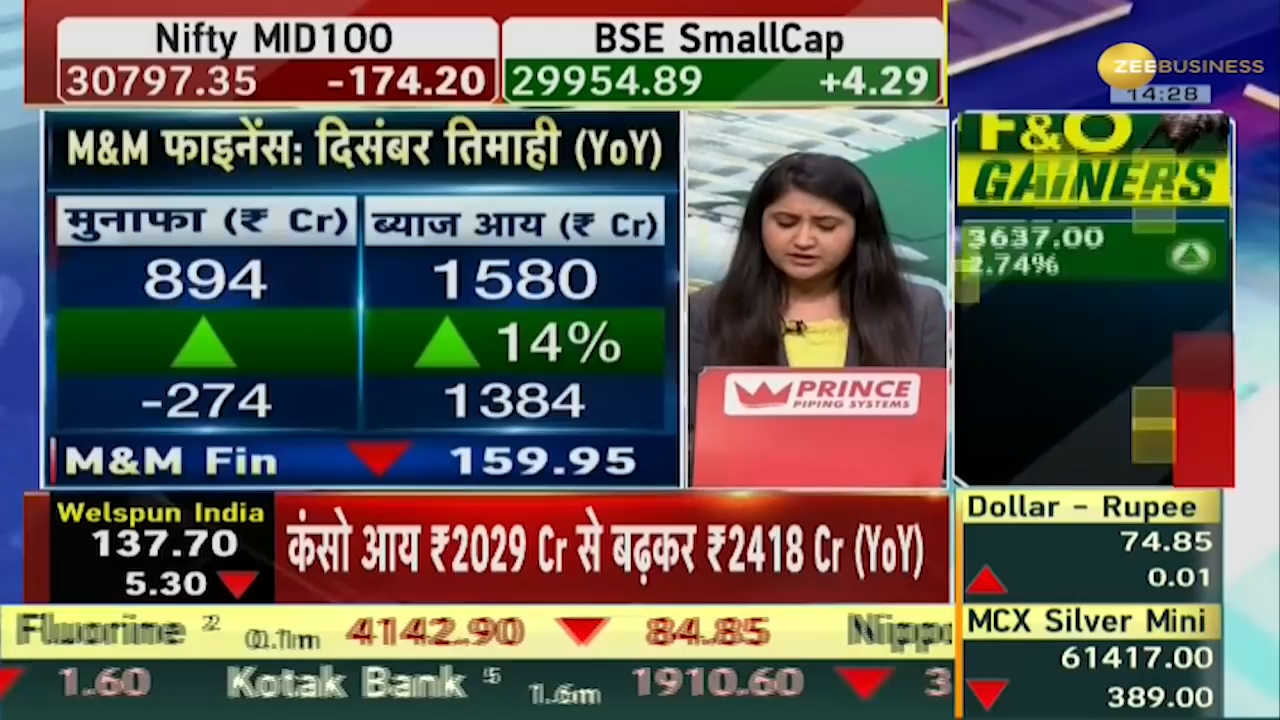 Nifty MID100
30797.35 -174.20
BSE SmallCap
29954.89 +4.29
ZEEBUSINESS
14:28
M&M फाइनेंस: दिसंबर तिमाही (YoY)
मुनाफा (₹ Cr)
ब्याज आय (₹ Cr)
894
1580
14%
-274
1384
M&M Fin 159.95
PRINCE
PIPING SYSTEMS
F&O
GAINERS
3637.00
2.74%
Welspun India
137.70
5.30
कंसो आय ₹2029 Cr से बढ़कर ₹2418 Cr (YoY)
Dollar - Rupee
74.85
0.01
MCX Silver Mini
61417.00
389.00
Fluorine 4142.90 84.85
1.60 Kotak Bank 1.6m 1910.60